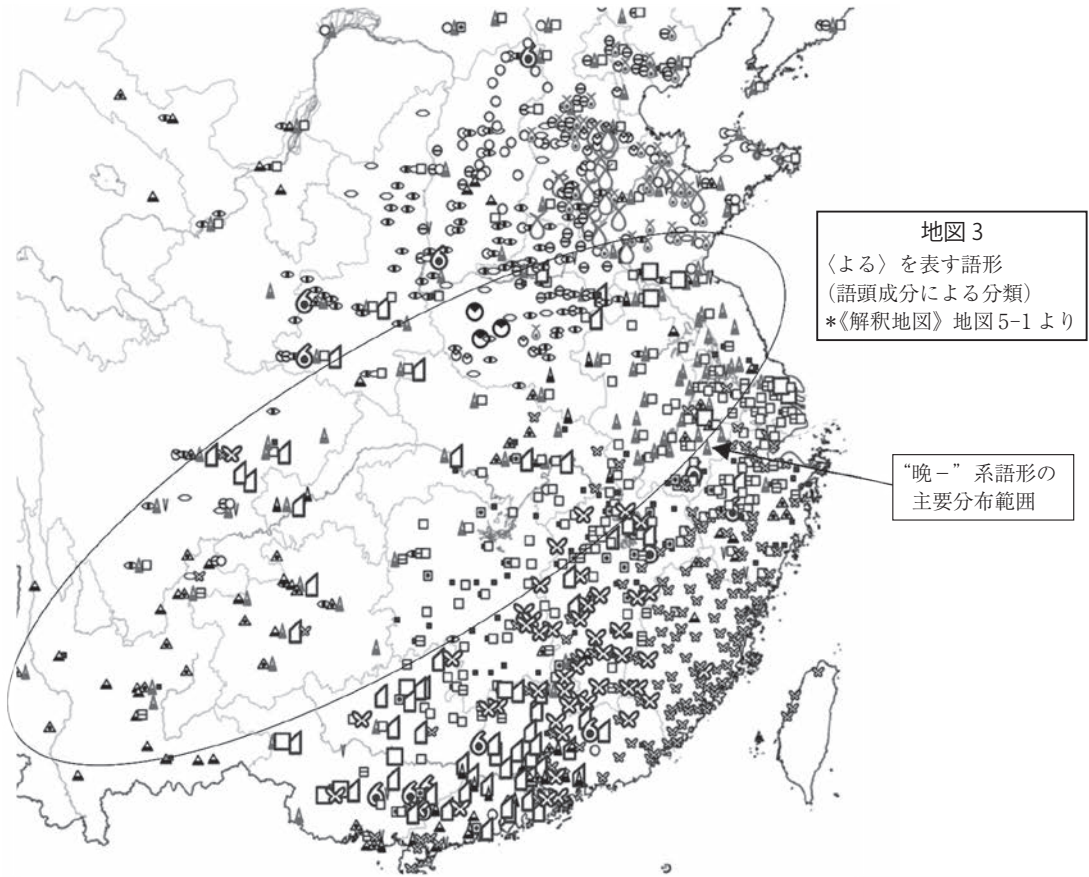 地図 3
〈よる〉を表す語形
(語頭成分による分類)
*《解釈地図》地図 5-1 より
“晩－”系語形の
主要分布範囲